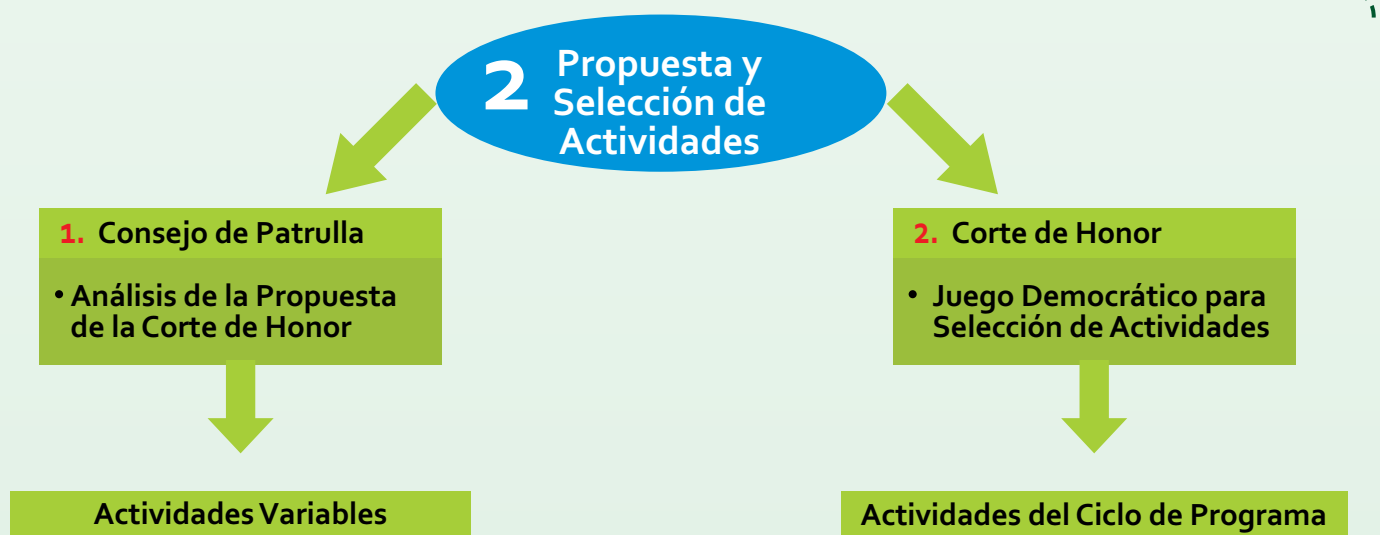 2 Propuesta y
Selección de
Actividades
1. Consejo de Patrulla
• Análisis de la Propuesta
de la Corte de Honor
Actividades Variables
2. Corte de Honor
• Juego Democrático para
Selección de Actividades
Actividades del Ciclo de Programa